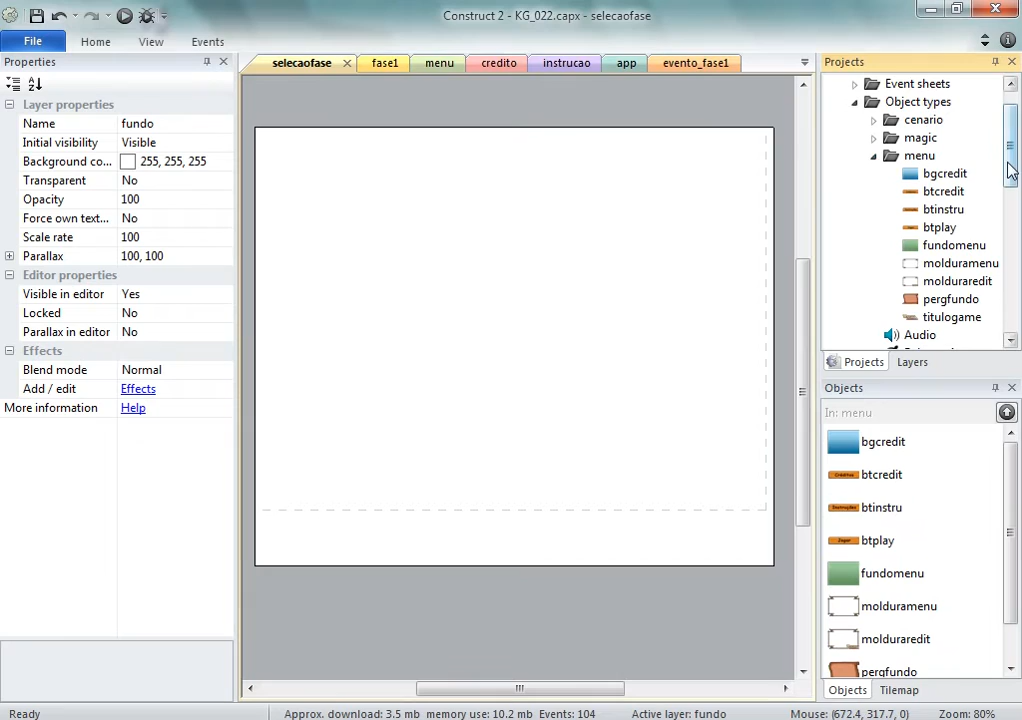 Construct 2 - KG_022.capx - selecaofase
File
Home
View
Events
Properties
Layer properties
Name fundo
Initial visibility Visible
Background co... 255, 255, 255
Transparent No
Opacity 100
Force own text... No
Scale rate 100
Parallax 100, 100
Editor properties
Visible in editor Yes
Locked No
Parallax in editor No
Effects
Blend mode Normal
Add / edit Effects
More information Help
selecaofase
fase1
menu
credito
instrucao
app
evento_fase1
Projects
Event sheets
Object types
cenario
magic
menu
bgcredit
btcredit
btinstru
btplay
fundomenu
molduramenu
molduraredit
pergfundo
titulogame
Audio
Projects
Layers
Objects
In: menu
bgcredit
btcredit
btinstru
btplay
fundomenu
molduramenu
molduraredit
pergfundo
Objects
Tilemap
Ready
Approx. download: 3.5 mb memory use: 10.2 mb Events: 104
Active layer: fundo
Mouse: (672.4, 317.7, 0)
Zoom: 80%